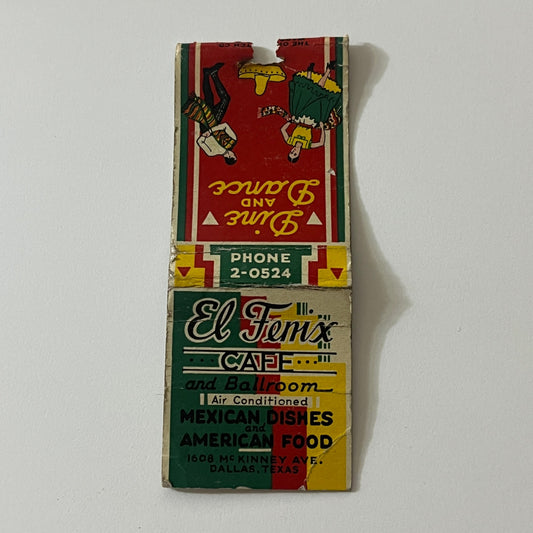 Dine
AND
Dance
PHONE
2-0524
El Fenix
CAFE
and Ballroom
Air Conditioned
MEXICAN DISHES
and
AMERICAN FOOD
1608 McKINNEY AVE.
DALLAS, TEXAS